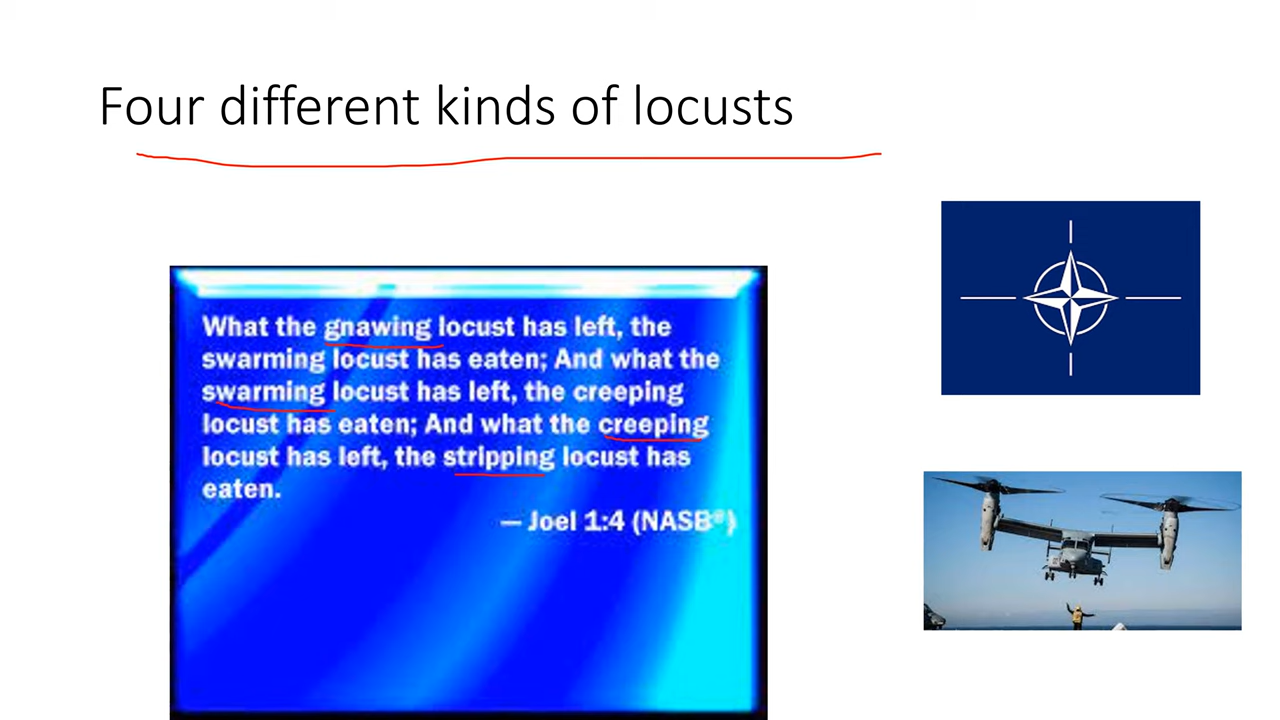 Four different kinds of locusts
What the gnawing locust has left, the
swarming locust has eaten; And what the
swarming locust has left, the creeping
locust has eaten; And what the creeping
locust has left, the stripping locust has
eaten.
— Joel 1:4 (NASB®)